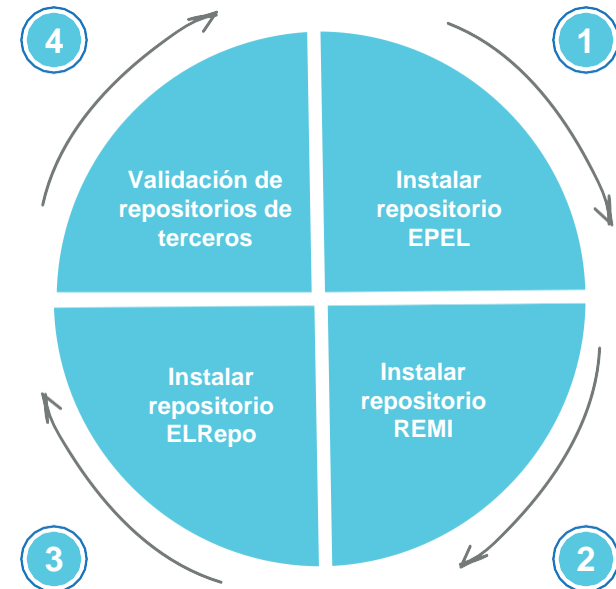 4
1
Validación de
repositorios de
terceros
Instalar
repositorio
EPEL
Instalar
repositorio
ELRepo
Instalar
repositorio
REMI
3
2